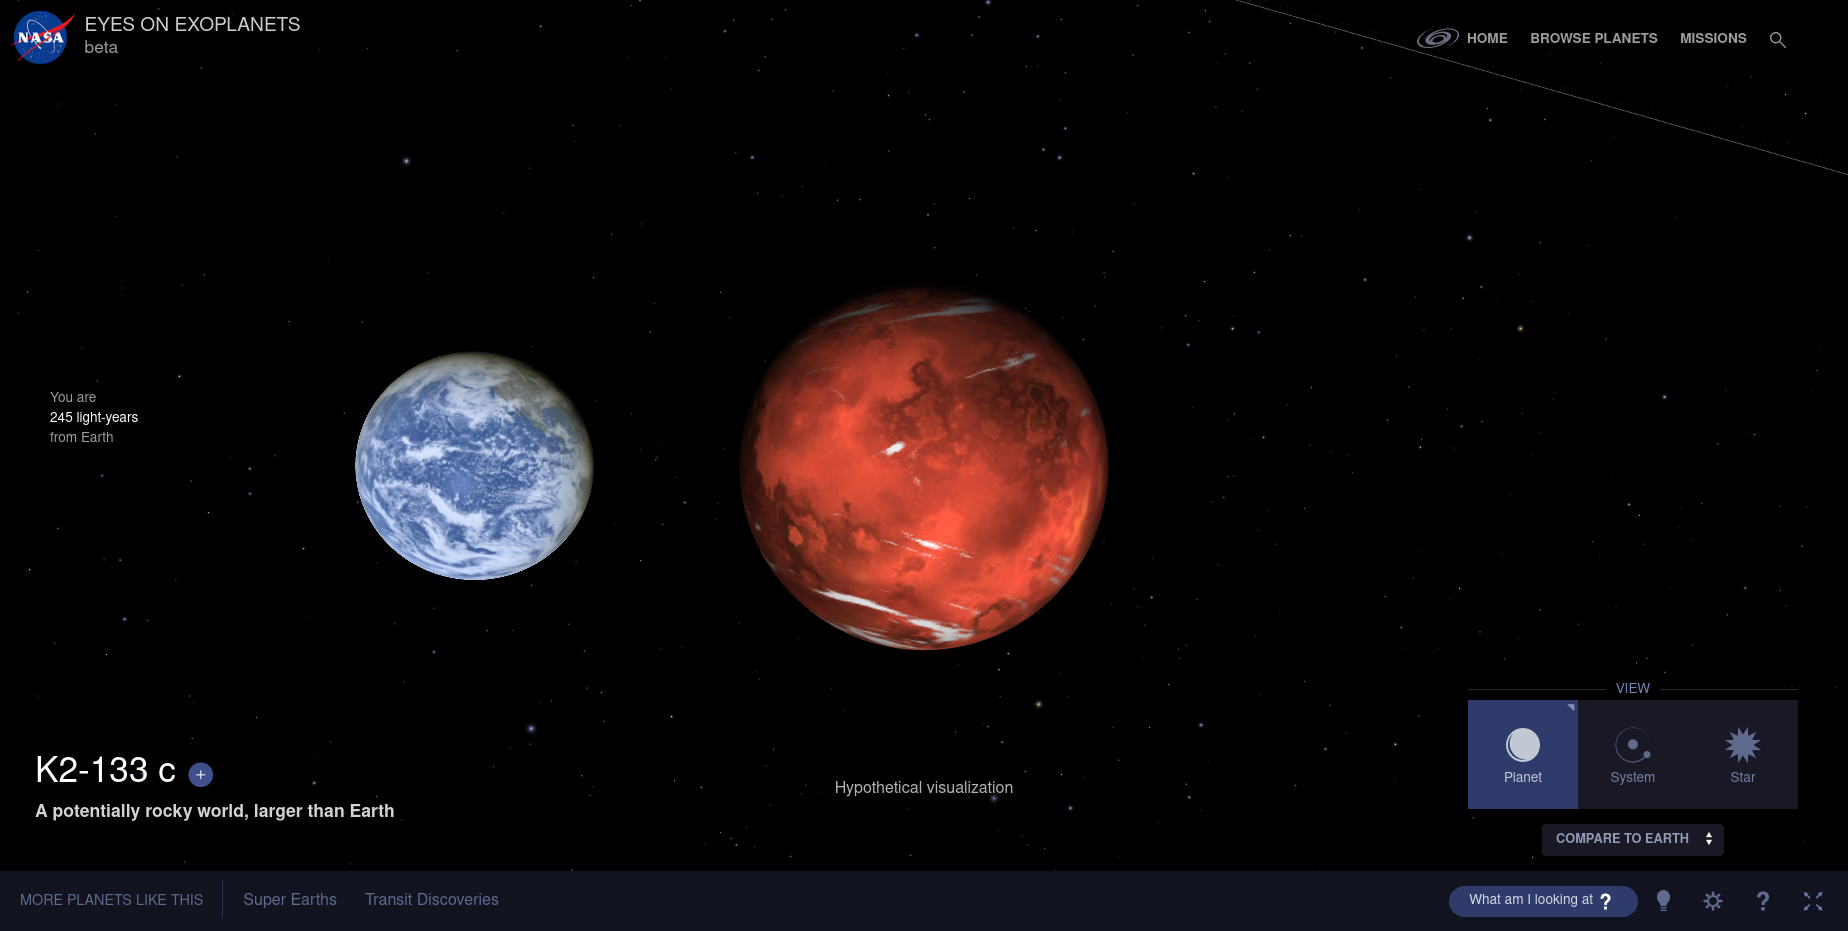 NASA
EYES ON EXOPLANETS
beta
HOME
BROWSE PLANETS
MISSIONS
You are
245 light-years
from Earth
K2-133 c +
A potentially rocky world, larger than Earth
Hypothetical visualization
VIEW
Planet
System
Star
COMPARE TO EARTH
MORE PLANETS LIKE THIS
Super Earths
Transit Discoveries
What am I looking at ?
?